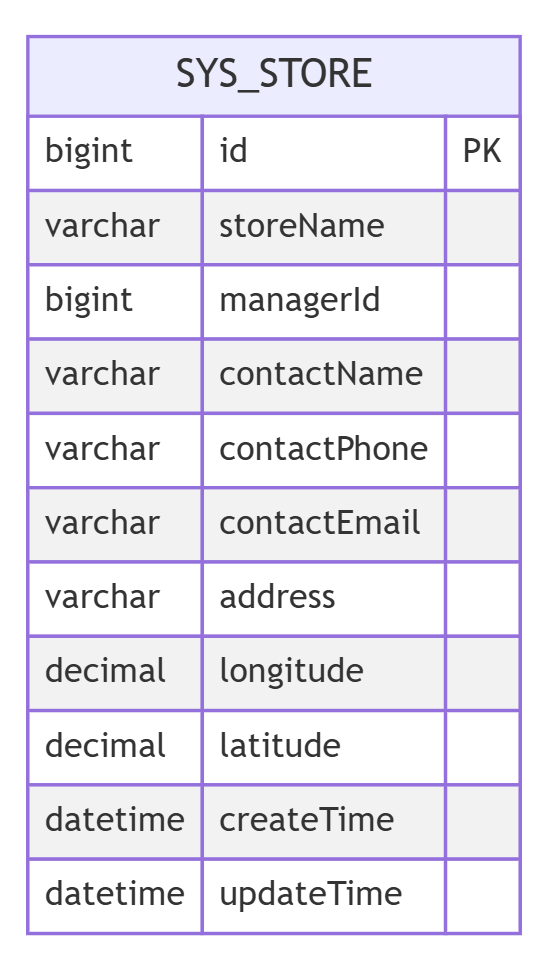 SYS_STORE
bigint id PK
varchar storeName
bigint managerId
varchar contactName
varchar contactPhone
varchar contactEmail
varchar address
decimal longitude
decimal latitude
datetime createTime
datetime updateTime